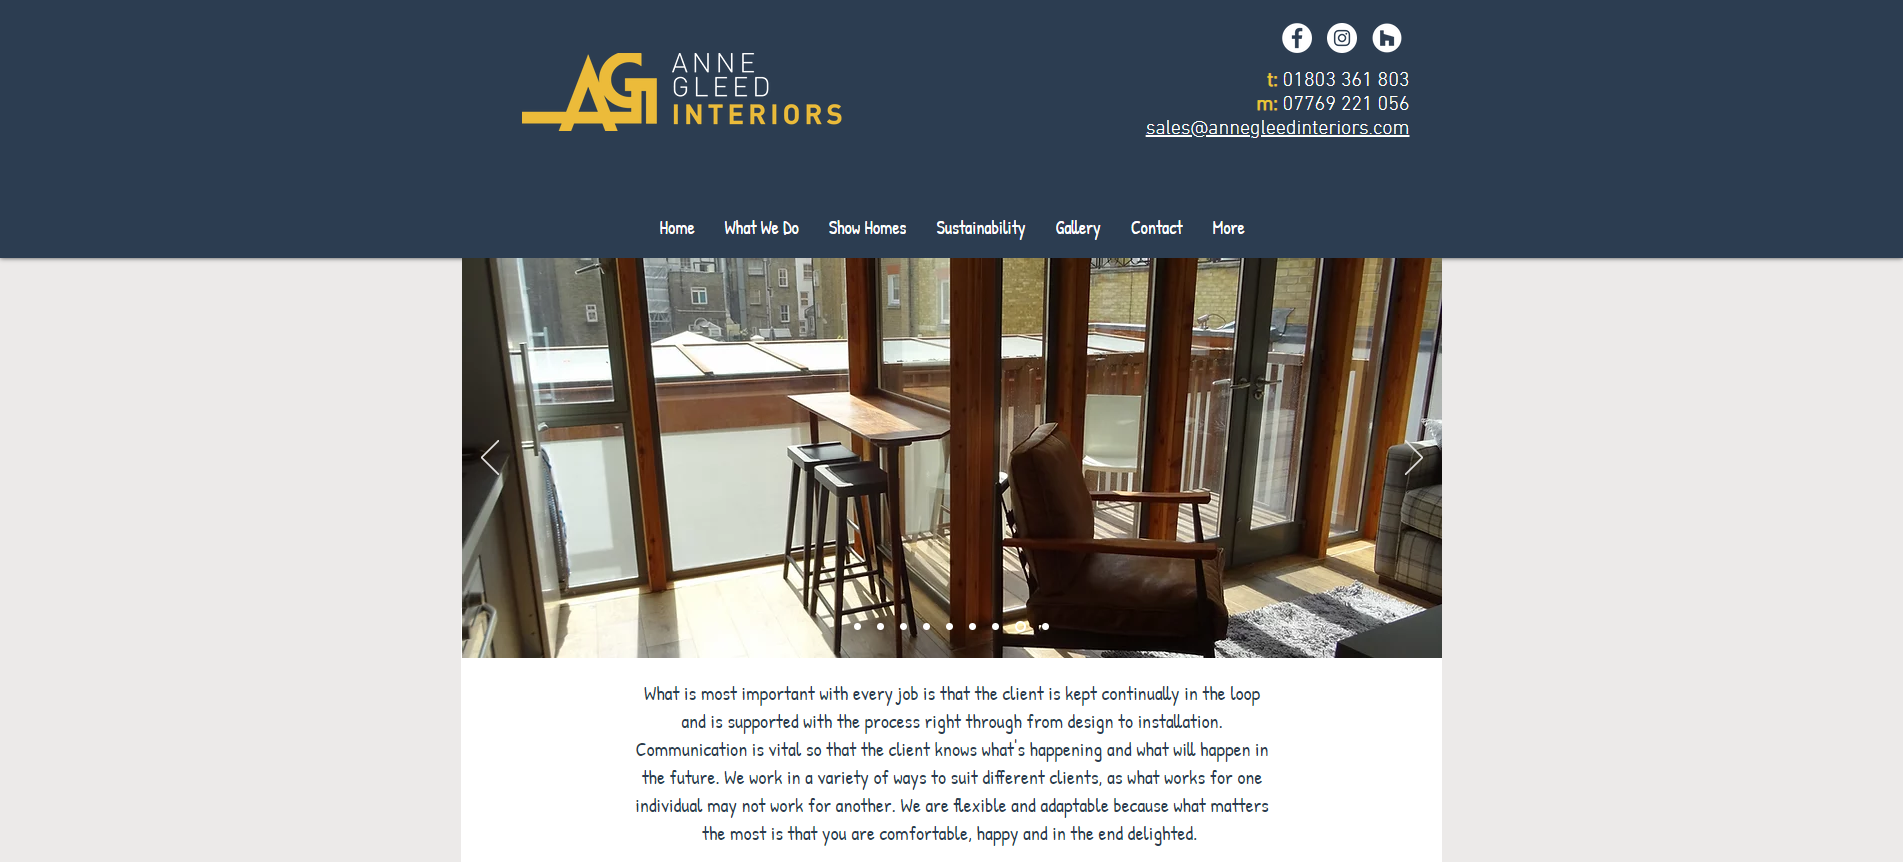 AGI
ANNE
GLEED
INTERIORS
t: 01803 361 803
m: 07769 221 056
sales@annegleedinteriors.com
Home What We Do Show Homes Sustainability Gallery Contact More
What is most important with every job is that the client is kept continually in the loop
and is supported with the process right through from design to installation.
Communication is vital so that the client knows what's happening and what will happen in
the future. We work in a variety of ways to suit different clients, as what works for one
individual may not work for another. We are flexible and adaptable because what matters
the most is that you are comfortable, happy and in the end delighted.